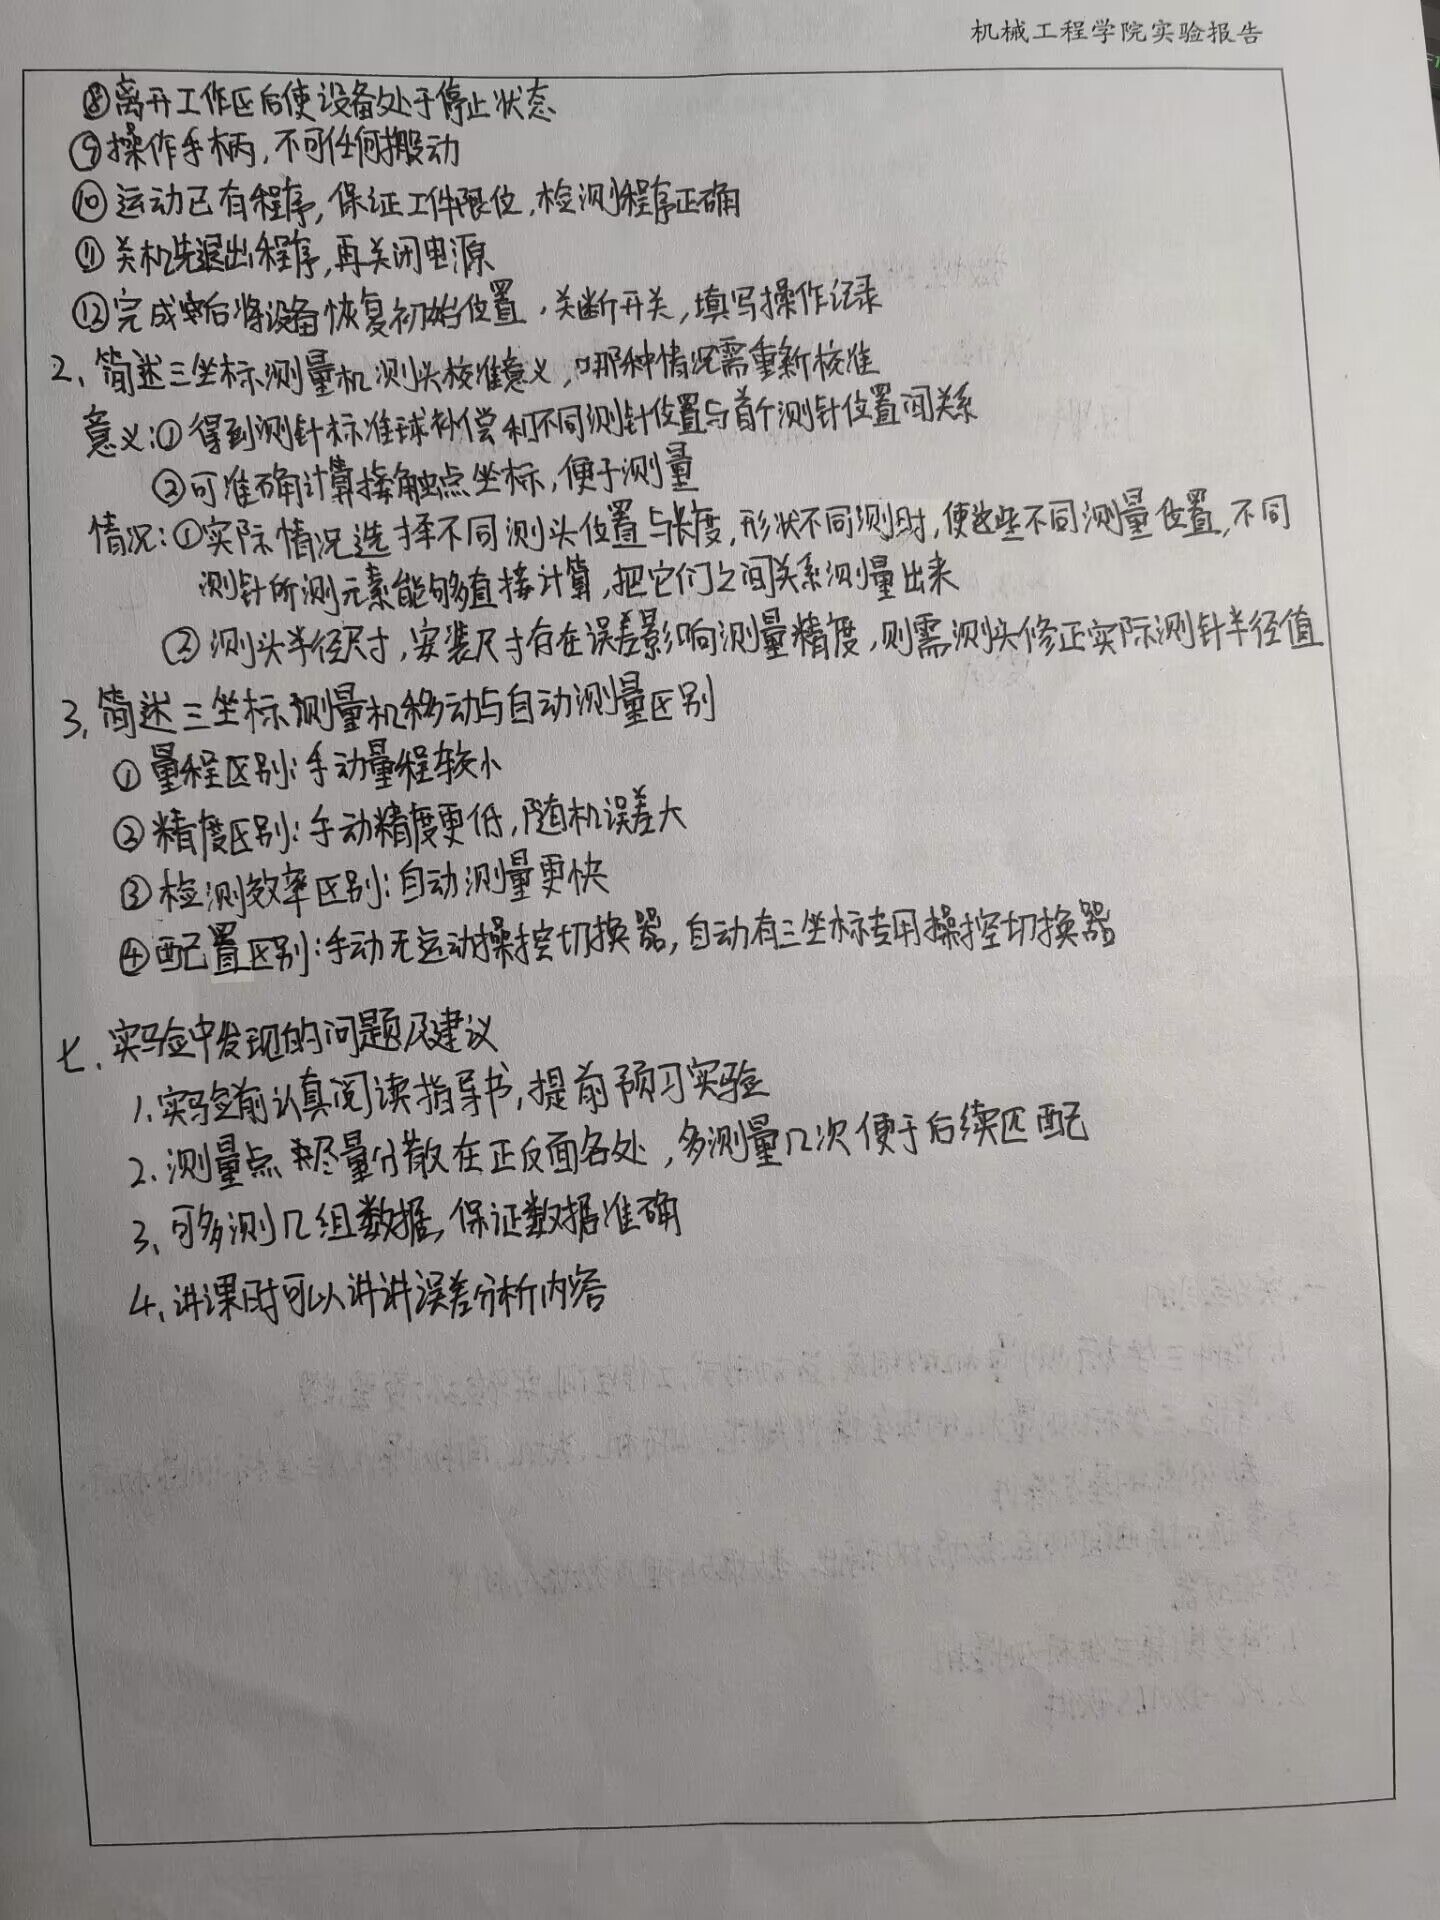 机械工程学院实验报告
⑧离开工作区后使设备处于停止状态
⑨操作手柄,不可任何搬动
⑩运动已有程序,保证工件限位,检测程序正确
⑪关机先退出程序,再关闭电源
⑫完成后将设备恢复初始位置,关断开关,填写操作记录
2、简述三坐标测量机测头校准意义,哪种情况需重新校准
意义:①得到测针标准球补偿和不同测针位置与首个测针位置间关系
②可准确计算接触点坐标,便于测量
情况:①实际情况选择不同测头位置与长度,形状不同测时,使这些不同测量位置,不同
测针所测元素能够直接计算,把它们之间关系测量出来
②测头半径尺寸,安装尺寸存在误差影响测量精度,则需测头修正实际测针半径值
3、简述三坐标测量机移动与自动测量区别
①量程区别:手动量程较小
②精度区别:手动精度更低,随机误差大
③检测效率区别:自动测量更快
④配置区别:手动无运动操控切换器,自动有三坐标专用操控切换器
七、实验中发现的问题及建议
1、实验前认真阅读指导书,提前预习实验
2、测量点尽量分散在正反面各处,多测量几次便于后续匹配
3、可多测几组数据,保证数据准确
4、讲课时可以讲讲误差分析内容